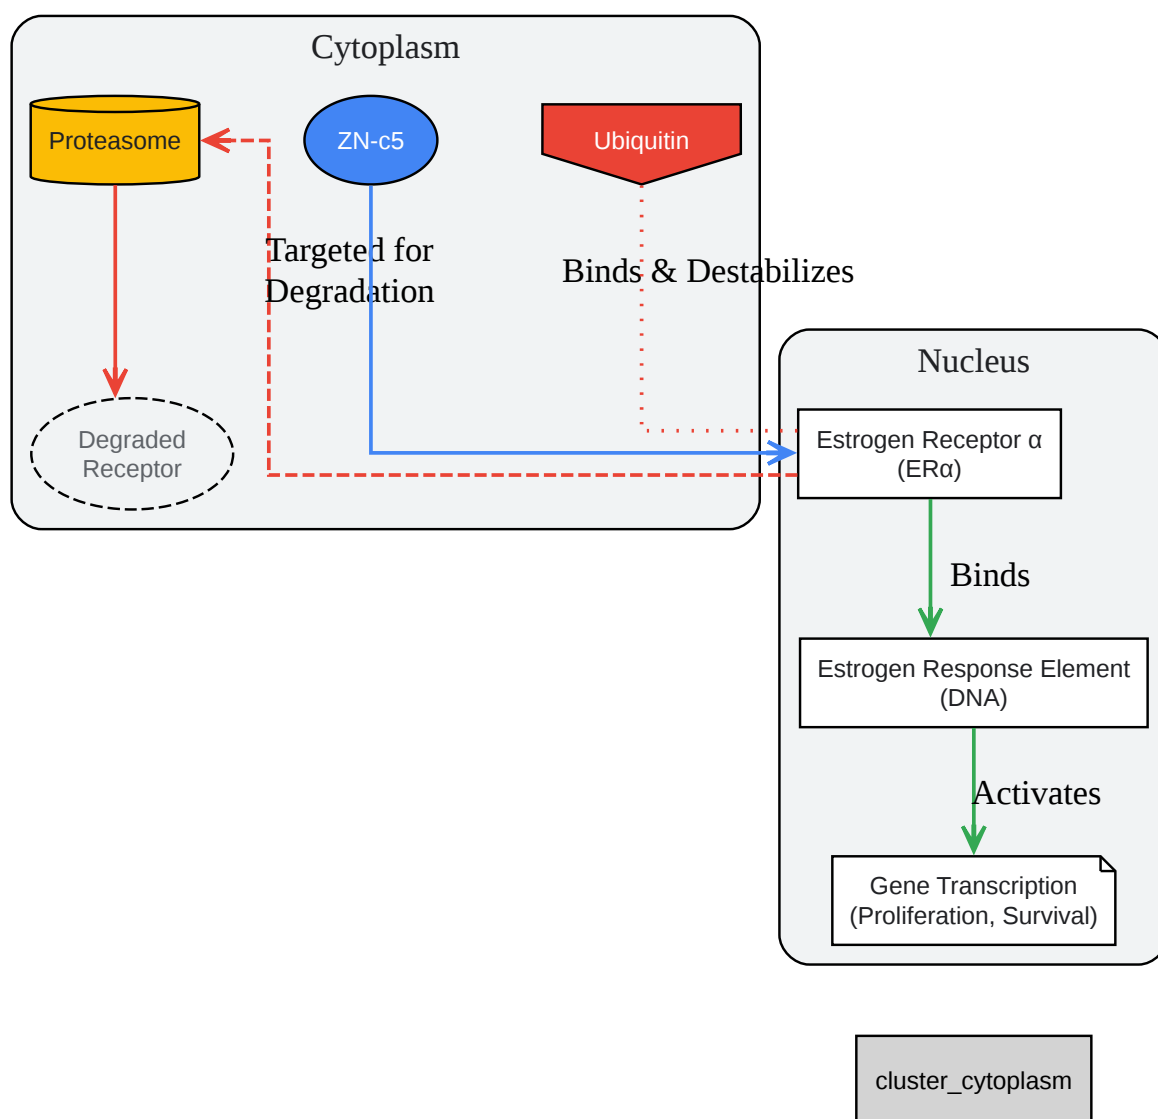 Cytoplasm
Proteasome
ZN-c5
Ubiquitin
Targeted for
Degradation
Binds & Destabilizes
Degraded
Receptor
Nucleus
Estrogen Receptor α
(ERα)
Binds
Estrogen Response Element
(DNA)
Activates
Gene Transcription
(Proliferation, Survival)
cluster_cytoplasm